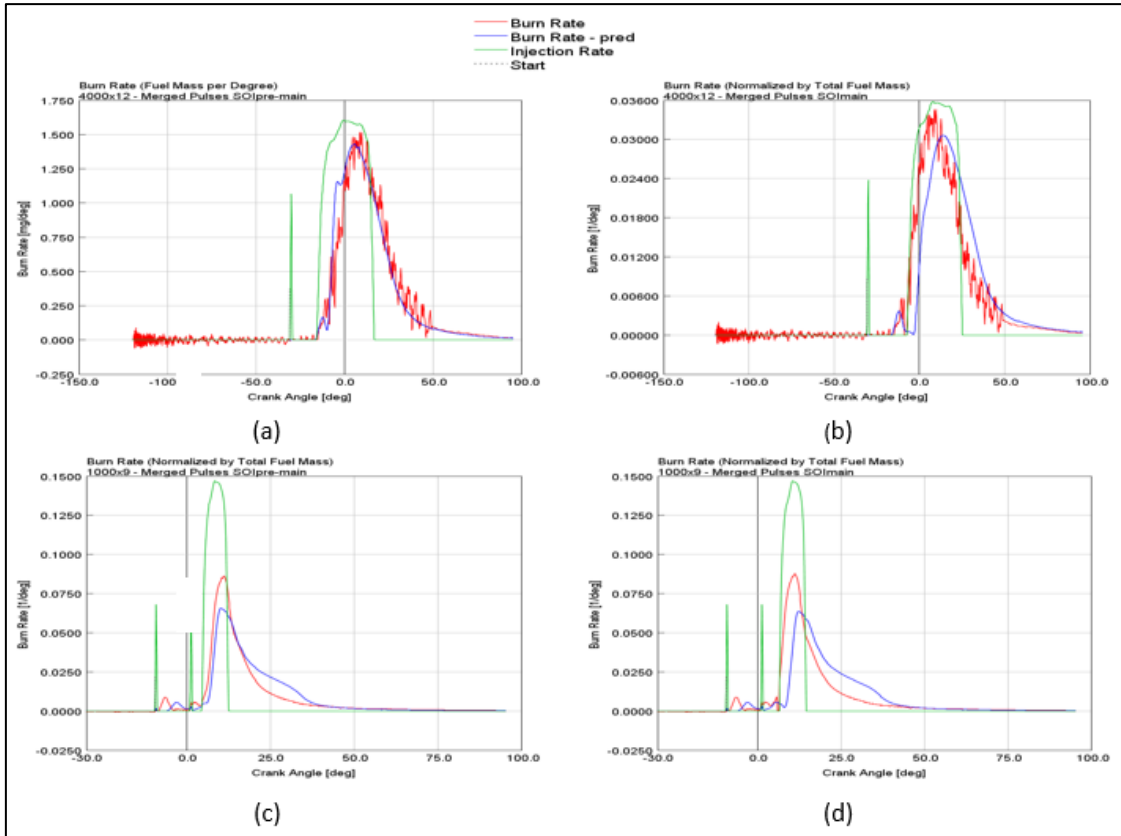 Burn Rate
Burn Rate - pred
Injection Rate
Start
Burn Rate (Fuel Mass per Degree)
4000x12 - Merged Pulses SOIpre-main
1.750
1.500
1.250
1.000
0.750
0.500
0.250
0.000
-0.250
Burn Rate [mg/deg]
-150.0
-100.0
-50.0
0.0
50.0
100.0
Crank Angle [deg]
(a)
Burn Rate (Normalized by Total Fuel Mass)
4000x12 - Merged Pulses SOImain
0.03600
0.03000
0.02400
0.01800
0.01200
0.00600
0.00000
-0.00600
Burn Rate [1/deg]
-150.0
-100.0
-50.0
0.0
50.0
100.0
Crank Angle [deg]
(b)
Burn Rate (Normalized by Total Fuel Mass)
1000x9 - Merged Pulses SOIpre-main
0.1500
0.1250
0.1000
0.0750
0.0500
0.0250
0.0000
-0.0250
Burn Rate [1/deg]
-30.0
0.0
25.0
50.0
75.0
100.0
Crank Angle [deg]
(c)
Burn Rate (Normalized by Total Fuel Mass)
1000x9 - Merged Pulses SOImain
0.1500
0.1250
0.1000
0.0750
0.0500
0.0250
0.0000
-0.0250
Burn Rate [1/deg]
-30.0
0.0
25.0
50.0
75.0
100.0
Crank Angle [deg]
(d)